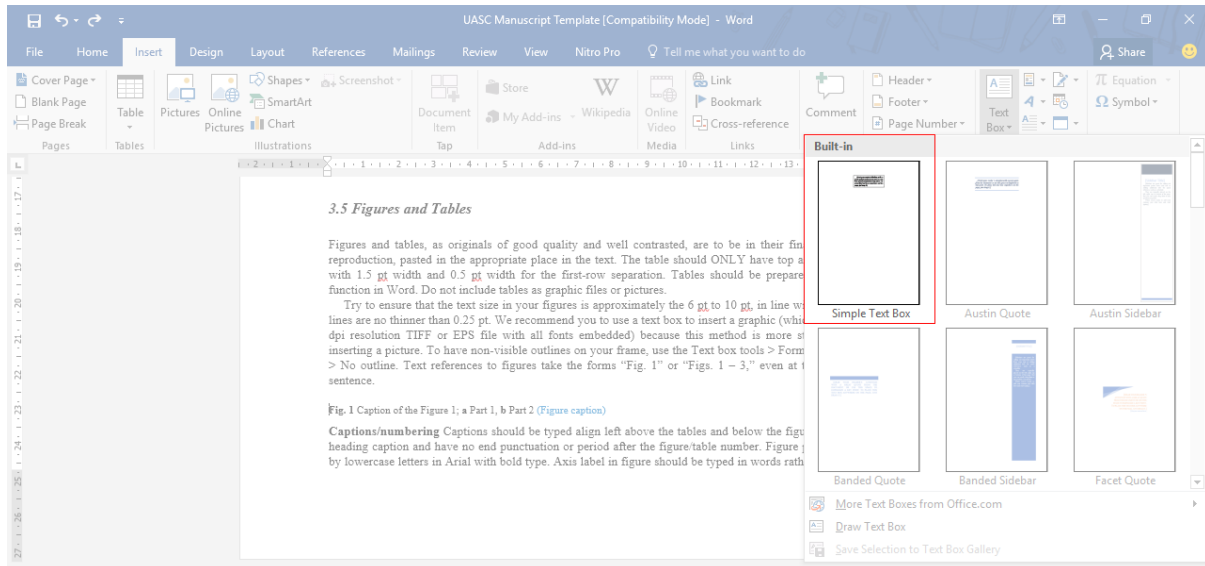 UASC Manuscript Template [Compatibility Mode] - Word
File Home Insert Design Layout References Mailings Review View Nitro Pro Tell me what you want to do Share
Cover Page
Blank Page
Page Break
Pages
Table
Tables
Pictures
Online Pictures
Shapes
SmartArt
Chart
Screenshot
Illustrations
Document Item
Tap
Store
My Add-ins
Wikipedia
Add-ins
Online Video
Media
Link
Bookmark
Cross-reference
Links
Comment
Header
Footer
Page Number
Text Box
Equation
Symbol
3.5 Figures and Tables
Figures and tables, as originals of good quality and well contrasted, are to be in their fin
reproduction, pasted in the appropriate place in the text. The table should ONLY have top a
with 1.5 pt width and 0.5 pt width for the first-row separation. Tables should be prepare
function in Word. Do not include tables as graphic files or pictures.
Try to ensure that the text size in your figures is approximately the 6 pt to 10 pt, in line w
lines are no thinner than 0.25 pt. We recommend you to use a text box to insert a graphic (whi
dpi resolution TIFF or EPS file with all fonts embedded) because this method is more s
inserting a picture. To have non-visible outlines on your frame, use the Text box tools > Form
> No outline. Text references to figures take the forms “Fig. 1” or “Figs. 1 – 3,” even at t
sentence.
Fig. 1 Caption of the Figure 1; a Part 1, b Part 2 (Figure caption)
Captions/numbering Captions should be typed align left above the tables and below the figu
heading caption and have no end punctuation or period after the figure/table number. Figure p
by lowercase letters in Arial with bold type. Axis label in figure should be typed in words rath
Built-in
Simple Text Box
Austin Quote
Austin Sidebar
Banded Quote
Banded Sidebar
Facet Quote
More Text Boxes from Office.com
Draw Text Box
Save Selection to Text Box Gallery